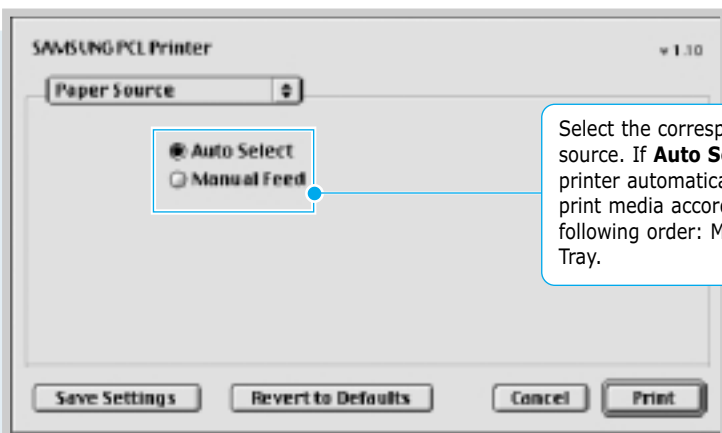 SAMSUNG PCL Printer
v 1.10
Paper Source
Auto Select
Manual Feed
Select the corresp
source. If Auto S
printer automatica
print media accor
following order: M
Tray.
Save Settings
Revert to Defaults
Cancel
Print